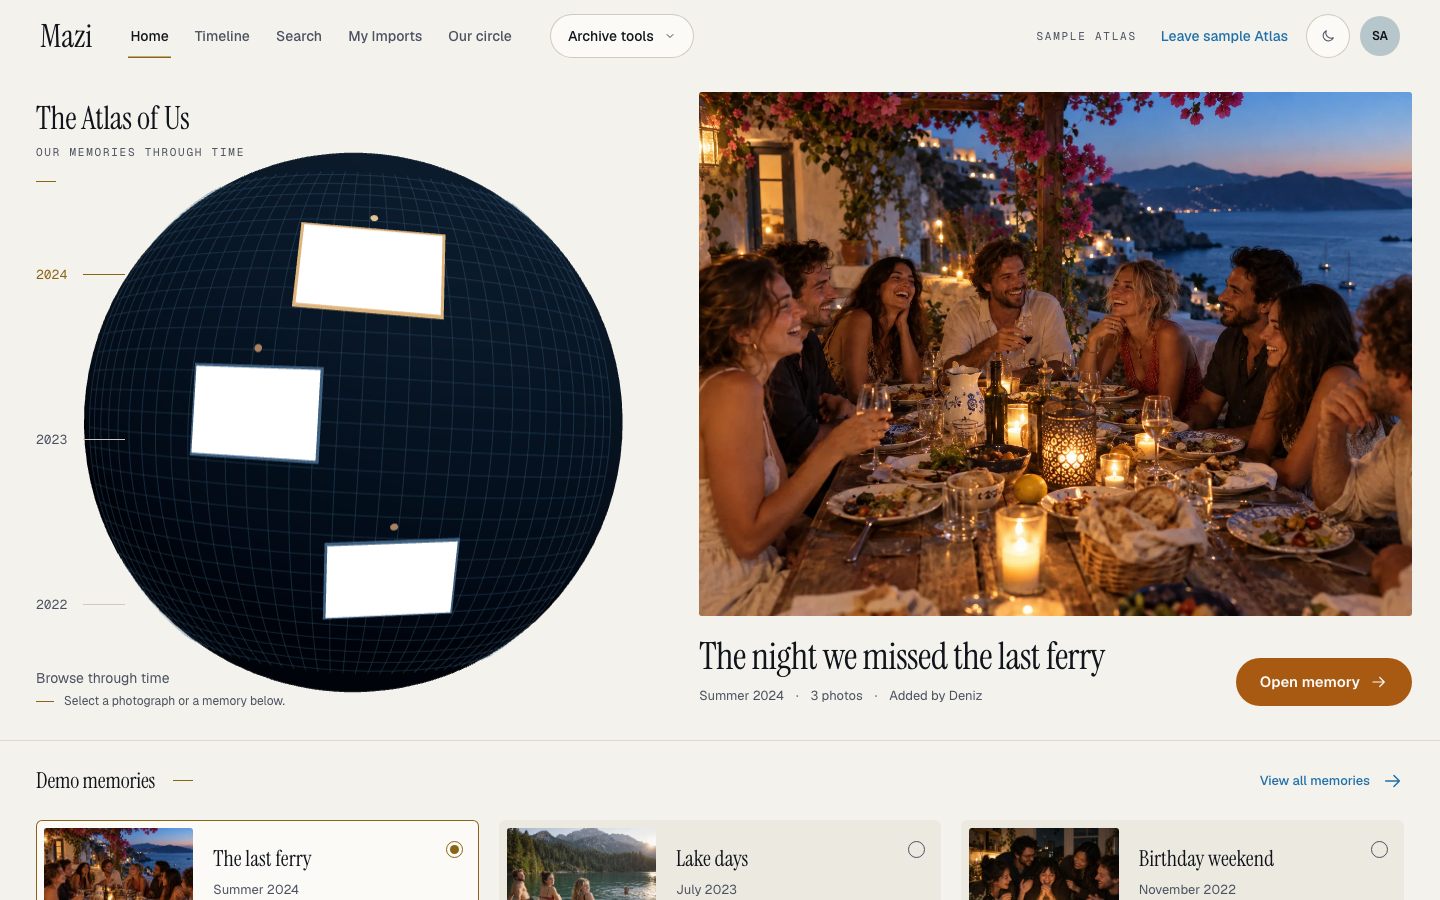 Mazi
Home
Timeline
Search
My Imports
Our circle
Archive tools
SAMPLE ATLAS
Leave sample Atlas
SA
The Atlas of Us
OUR MEMORIES THROUGH TIME
2024
2023
2022
Browse through time
Select a photograph or a memory below.
The night we missed the last ferry
Summer 2024 · 3 photos · Added by Deniz
Open memory
Demo memories
View all memories
The last ferry
Summer 2024
Lake days
July 2023
Birthday weekend
November 2022